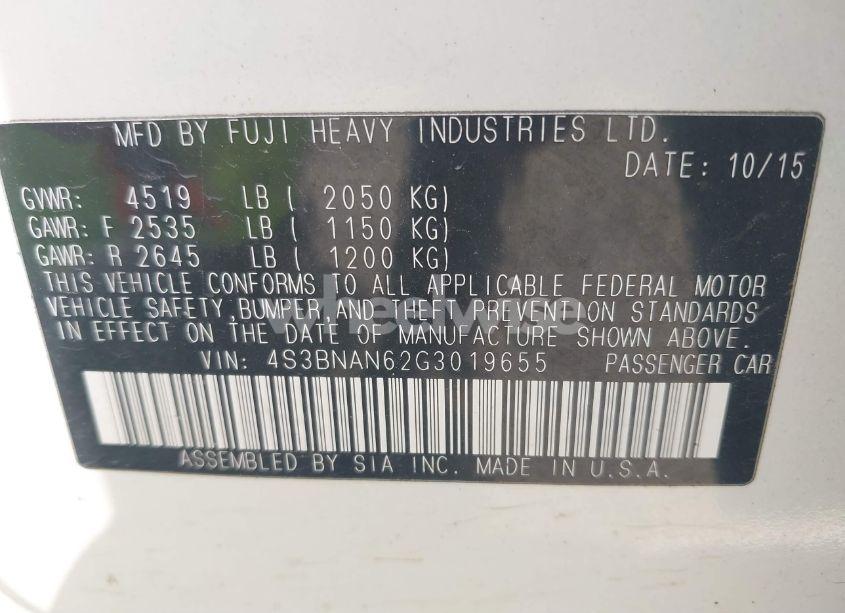 MFD BY FUJI HEAVY INDUSTRIES LTD.
DATE: 10/15
GVWR: 4519 LB ( 2050 KG)
GAWR: F 2535 LB ( 1150 KG)
GAWR: R 2645 LB ( 1200 KG)
THIS VEHICLE CONFORMS TO ALL APPLICABLE FEDERAL MOTOR
VEHICLE SAFETY, BUMPER, AND THEFT PREVENTION STANDARDS
IN EFFECT ON THE DATE OF MANUFACTURE SHOWN ABOVE.
VIN: 4S3BNAN62G3019655 PASSENGER CAR
ASSEMBLED BY SIA INC. MADE IN U.S.A.
wheelwise